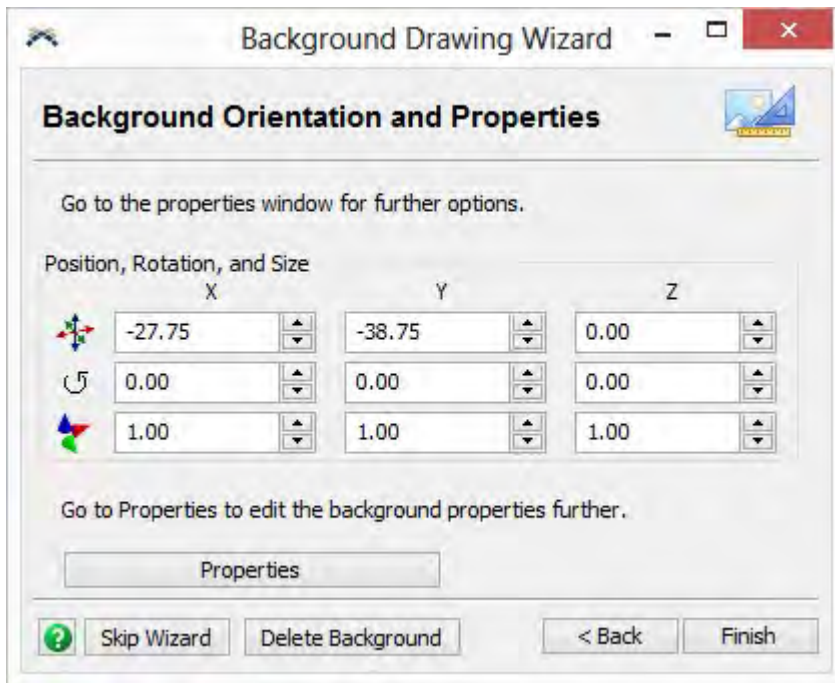 Background Drawing Wizard
Background Orientation and Properties
Go to the properties window for further options.
Position, Rotation, and Size
X Y Z
-27.75 -38.75 0.00
0.00 0.00 0.00
1.00 1.00 1.00
Go to Properties to edit the background properties further.
Properties
? Skip Wizard Delete Background < Back Finish